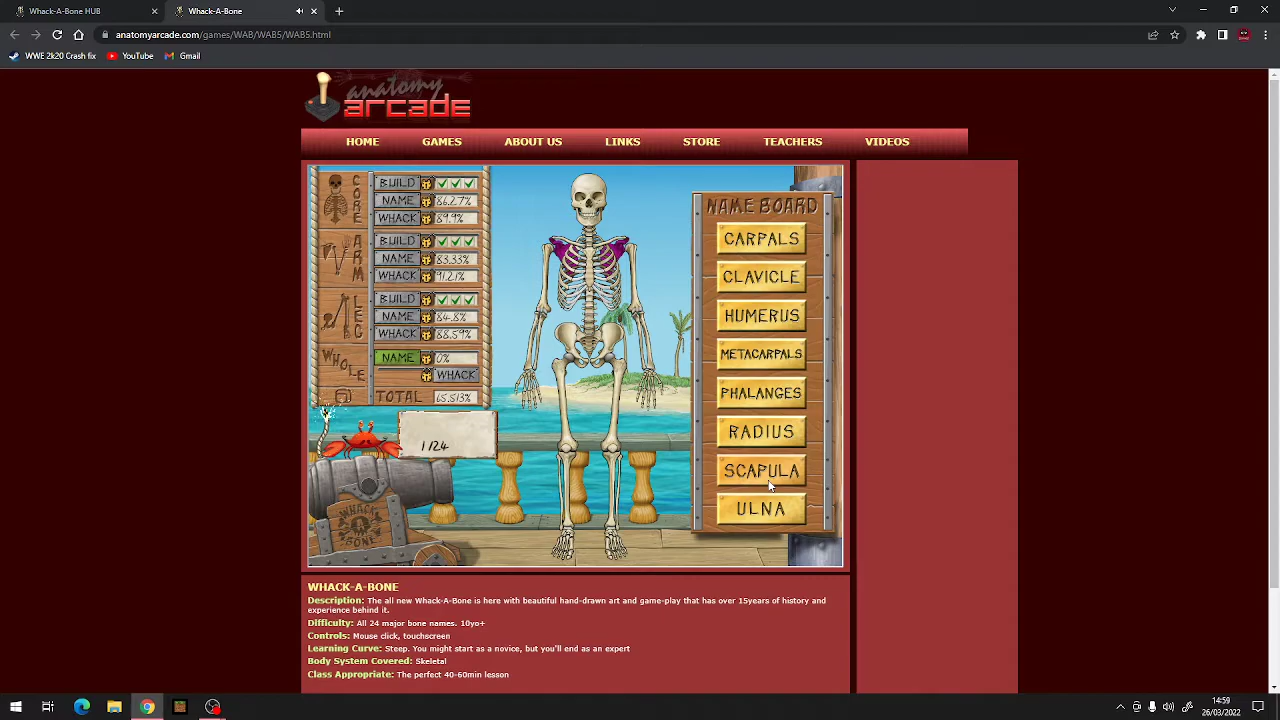 Whack-A-Bone HUB
Whack-A-Bone
anatomyarcade.com/games/WAB/WAB5/WAB5.html
WWE 2k20 Crash fix
YouTube
Gmail
anatomy
arcade
HOME
GAMES
ABOUT US
LINKS
STORE
TEACHERS
VIDEOS
CORE
BUILD
NAME 86.27%
WHACK 89.9%
ARM
BUILD
NAME 83.33%
WHACK 91.21%
LEG
BUILD
NAME 84.8%
WHACK 88.59%
WHOLE
NAME 0%
WHACK
TOTAL 65.513%
1/24
WHACK
A
BONE
NAME BOARD
CARPALS
CLAVICLE
HUMERUS
METACARPALS
PHALANGES
RADIUS
SCAPULA
ULNA
WHACK-A-BONE
Description: The all new Whack-A-Bone is here with beautiful hand-drawn art and game-play that has over 15years of history and
experience behind it.
Difficulty: All 24 major bone names. 10yo+
Controls: Mouse click, touchscreen
Learning Curve: Steep. You might start as a novice, but you'll end as an expert
Body System Covered: Skeletal
Class Appropriate: The perfect 40-60min lesson
14:59
26/03/2022